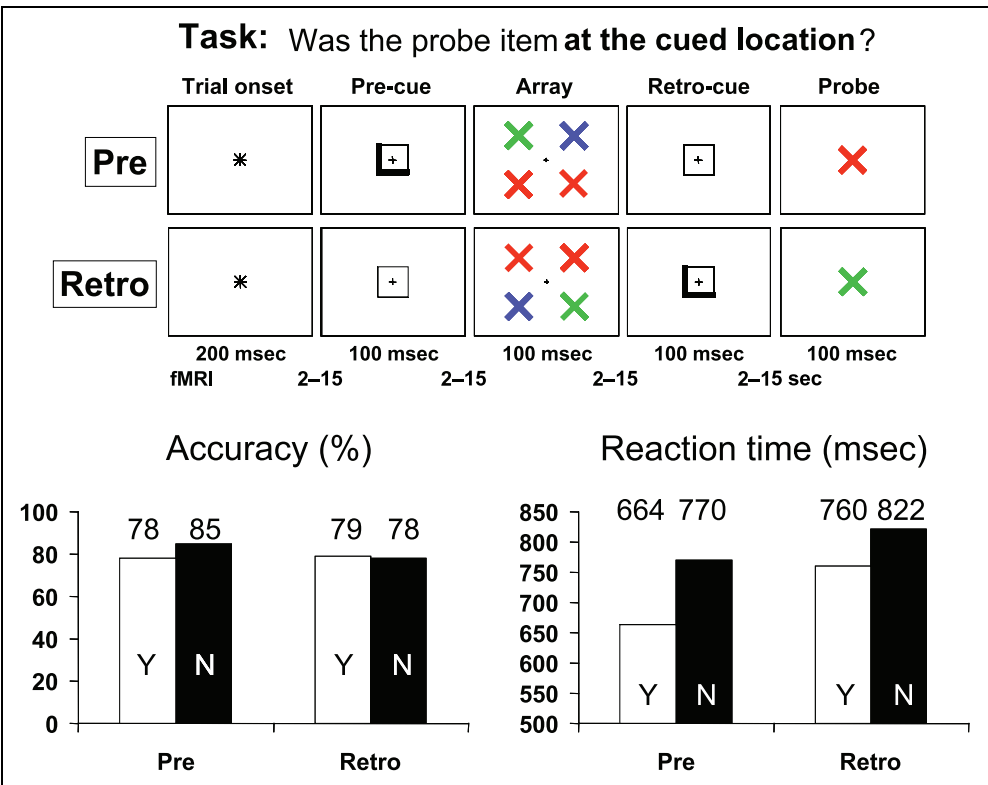 Task: Was the probe item at the cued location?
Trial onset Pre-cue Array Retro-cue Probe
Pre
Retro
200 msec 100 msec 100 msec 100 msec 100 msec
fMRI 2–15 2–15 2–15 2–15 sec
Accuracy (%)
100
80
60
40
20
0
78 85 79 78
Y N Y N
Pre Retro
Reaction time (msec)
850
800
750
700
650
600
550
500
664 770 760 822
Y N Y N
Pre Retro